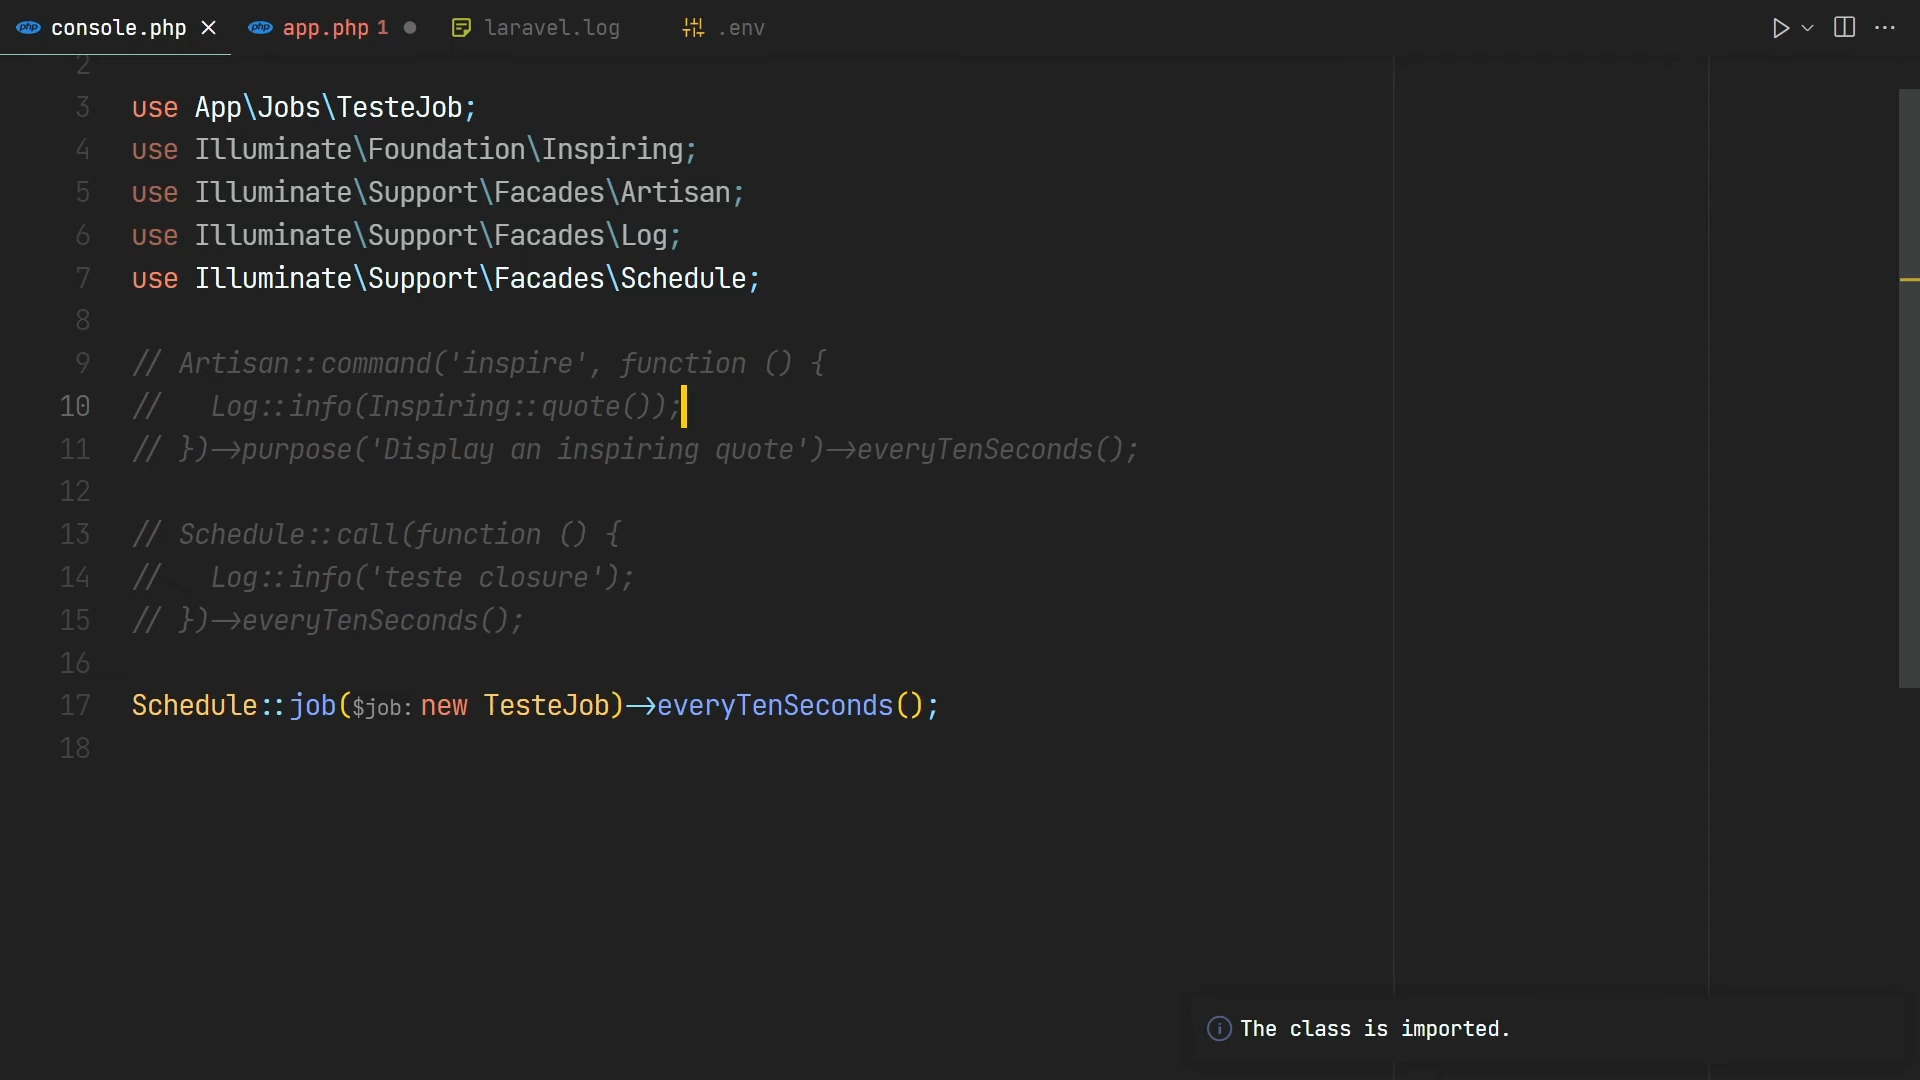 console.php
app.php 1
laravel.log
.env
2
3 use App\Jobs\TesteJob;
4 use Illuminate\Foundation\Inspiring;
5 use Illuminate\Support\Facades\Artisan;
6 use Illuminate\Support\Facades\Log;
7 use Illuminate\Support\Facades\Schedule;
8
9 // Artisan::command('inspire', function () {
10 //   Log::info(Inspiring::quote());
11 // })->purpose('Display an inspiring quote')->everyTenSeconds();
12
13 // Schedule::call(function () {
14 //   Log::info('teste closure');
15 // })->everyTenSeconds();
16
17 Schedule::job($job: new TesteJob)->everyTenSeconds();
18
The class is imported.